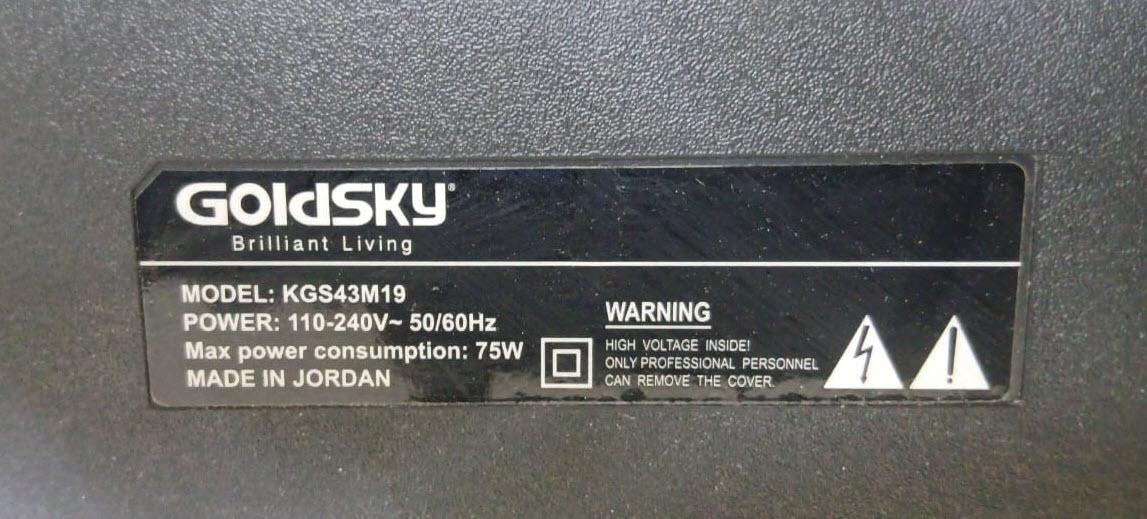 GoldSKY®
Brilliant Living
MODEL: KGS43M19
POWER: 110-240V~ 50/60Hz
Max power consumption: 75W
MADE IN JORDAN
WARNING
HIGH VOLTAGE INSIDE!
ONLY PROFESSIONAL PERSONNEL
CAN REMOVE THE COVER.